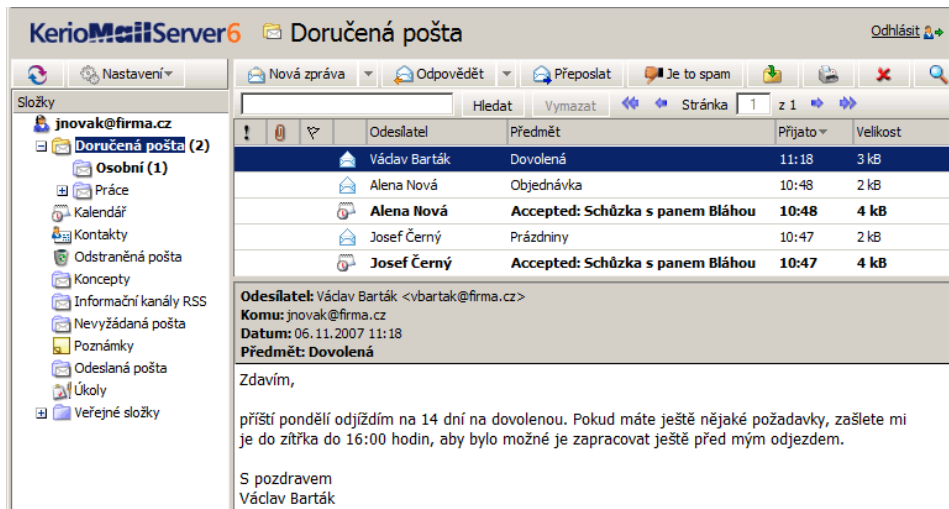 KerioMailServer6 Doručená pošta Odhlásit
Nastavení Nová zpráva Odpovědět Přeposlat Je to spam
Složky
Hledat Vymazat Stránka 1 z 1
jnovak@firma.cz
Doručená pošta (2)
Osobní (1)
Práce
Kalendář
Kontakty
Odstraněná pošta
Koncepty
Informační kanály RSS
Nevyžádaná pošta
Poznámky
Odeslaná pošta
Úkoly
Veřejné složky
! Odesílatel Předmět Přijato Velikost
Václav Barták Dovolená 11:18 3 kB
Alena Nová Objednávka 10:48 2 kB
Alena Nová Accepted: Schůzka s panem Bláhou 10:48 4 kB
Josef Černý Prázdniny 10:47 2 kB
Josef Černý Accepted: Schůzka s panem Bláhou 10:47 4 kB
Odesílatel: Václav Barták <vbartak@firma.cz>
Komu: jnovak@firma.cz
Datum: 06.11.2007 11:18
Předmět: Dovolená
Zdavím,
příští pondělí odjíždím na 14 dní na dovolenou. Pokud máte ještě nějaké požadavky, zašlete mi
je do zítřka do 16:00 hodin, aby bylo možné je zapracovat ještě před mým odjezdem.
S pozdravem
Václav Barták